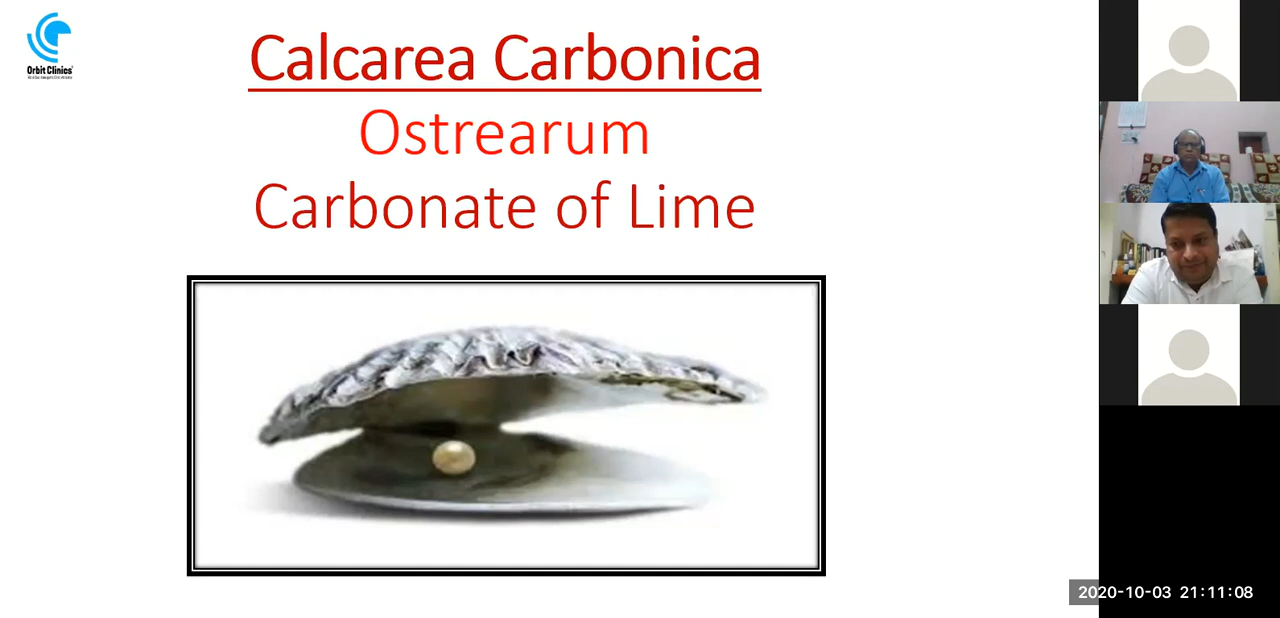 Orbit Clinics
Calcarea Carbonica
Ostrearum
Carbonate of Lime
2020-10-03 21:11:08